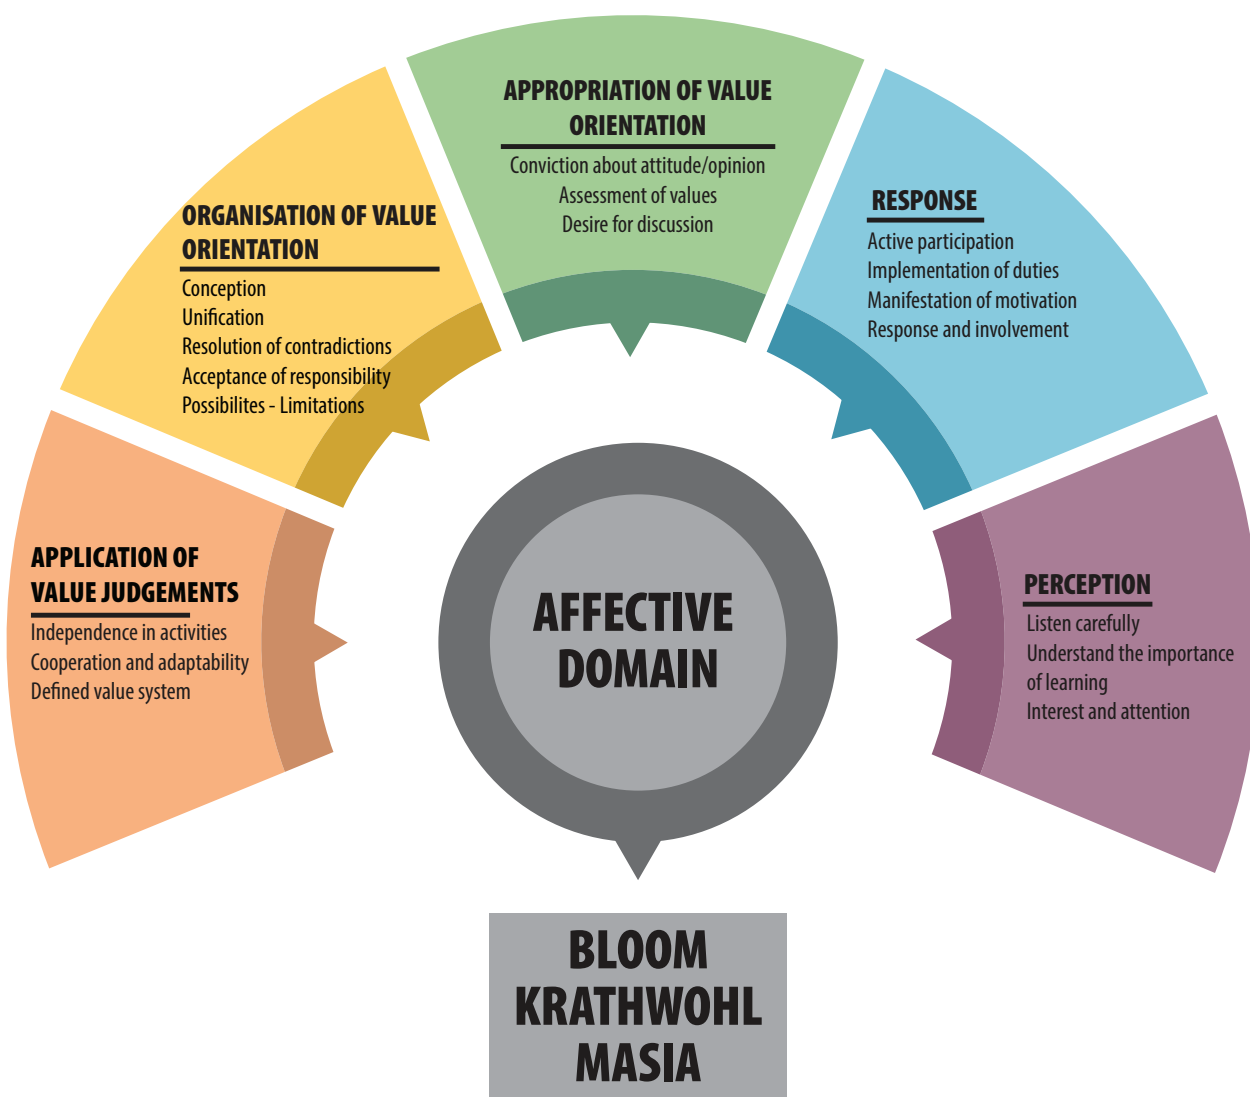 APPROPRIATION OF VALUE
ORIENTATION
Conviction about attitude/opinion
Assessment of values
Desire for discussion
ORGANISATION OF VALUE
ORIENTATION
Conception
Unification
Resolution of contradictions
Acceptance of responsibility
Possibilites - Limitations
RESPONSE
Active participation
Implementation of duties
Manifestation of motivation
Response and involvement
APPLICATION OF
VALUE JUDGEMENTS
Independence in activities
Cooperation and adaptability
Defined value system
AFFECTIVE
DOMAIN
PERCEPTION
Listen carefully
Understand the importance
of learning
Interest and attention
BLOOM
KRATHWOHL
MASIA